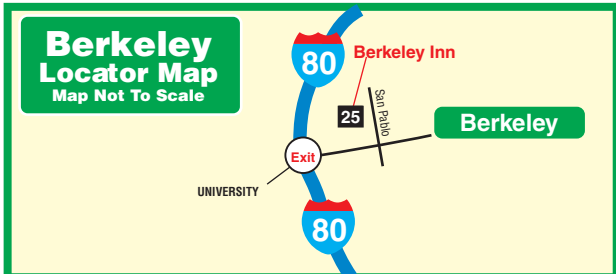 Berkeley
Locator Map
Map Not To Scale
80
Berkeley Inn
25
San Pablo
Berkeley
Exit
UNIVERSITY
80